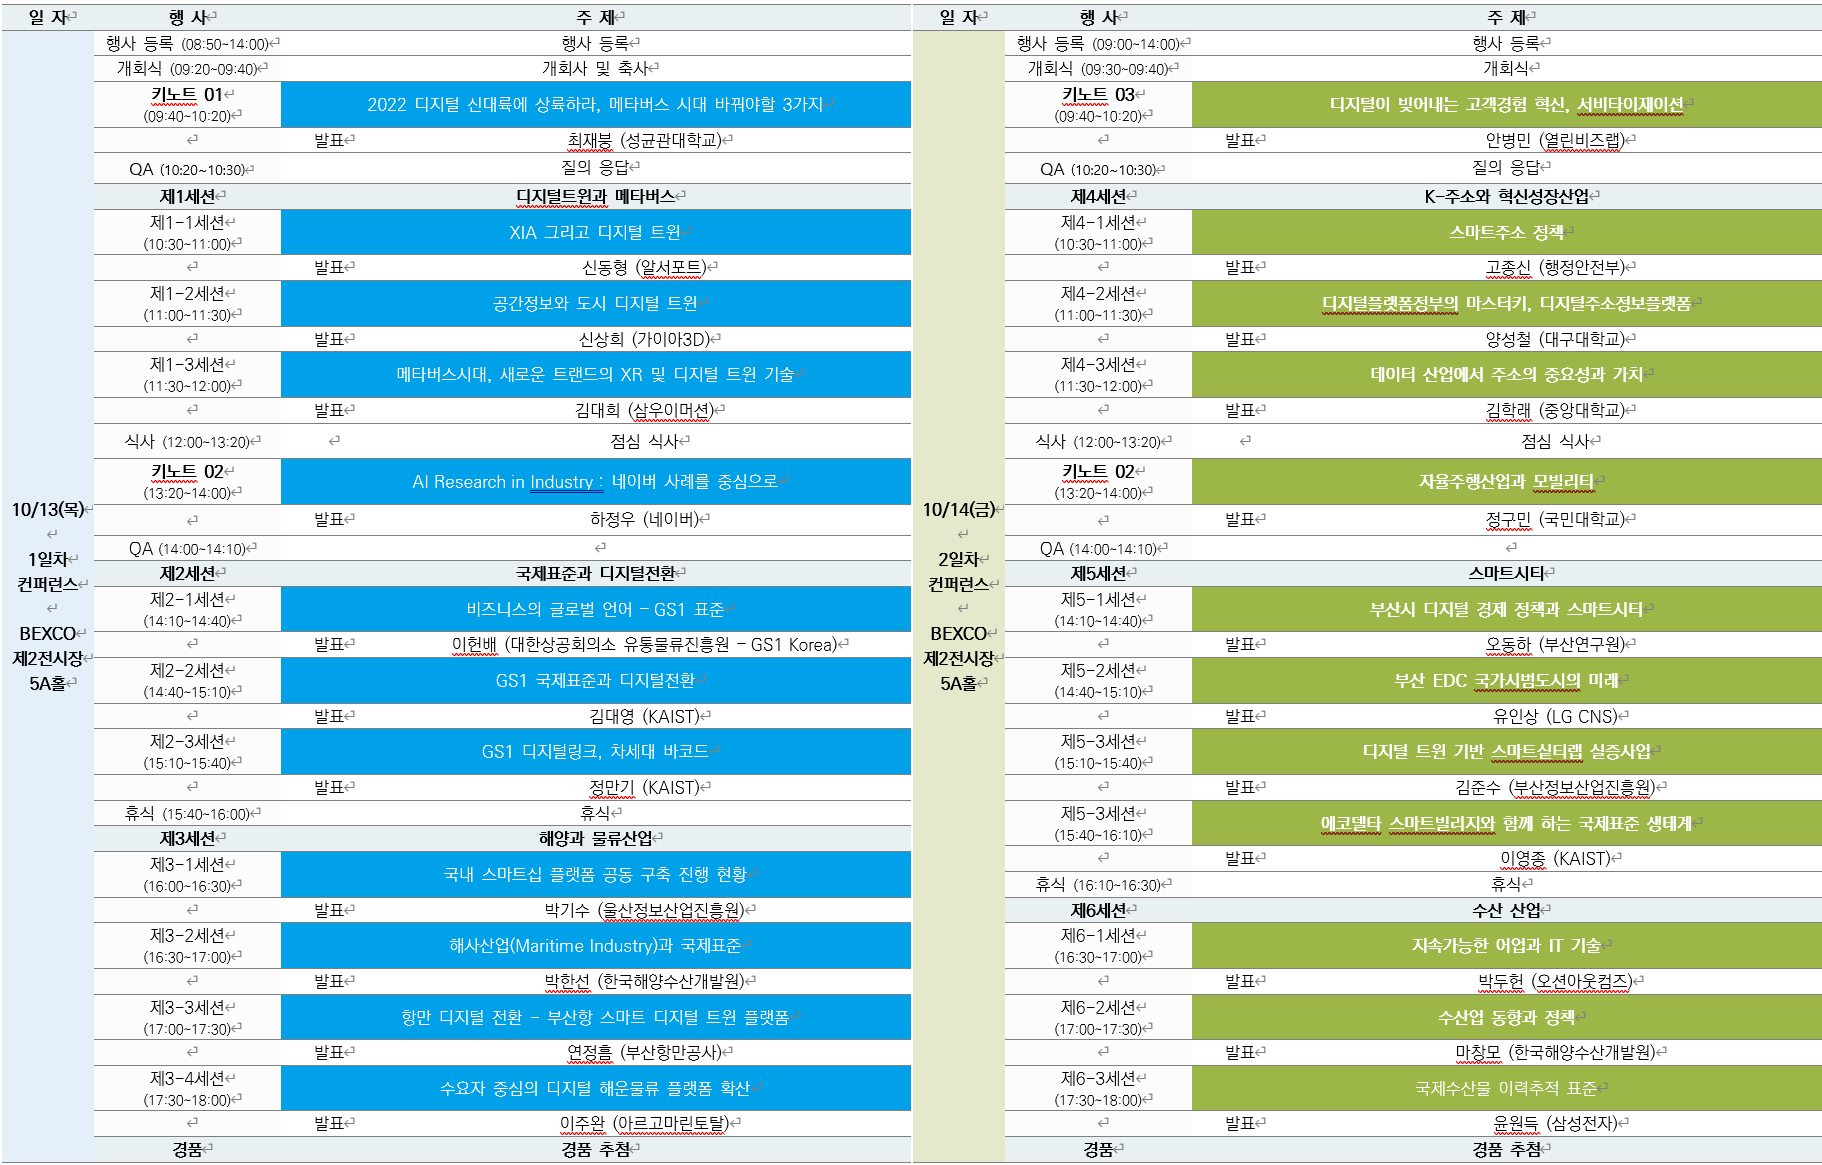 일 자 행 사 주 제
10/13(목)
1일차
컨퍼런스
BEXCO
제2전시장
5A홀
행사 등록 (08:50~14:00) 행사 등록
개회식 (09:20~09:40) 개회사 및 축사
키노트 01
(09:40~10:20)
2022 디지털 신대륙에 상륙하라, 메타버스 시대 바꿔야할 3가지
발표 최재붕 (성균관대학교)
QA (10:20~10:30) 질의 응답
제1세션 디지털트윈과 메타버스
제1-1세션
(10:30~11:00)
XIA 그리고 디지털 트윈
발표 신동형 (알서포트)
제1-2세션
(11:00~11:30)
공간정보와 도시 디지털 트윈
발표 신상희 (가이아3D)
제1-3세션
(11:30~12:00)
메타버스시대, 새로운 트랜드의 XR 및 디지털 트윈 기술
발표 김대희 (삼우이머션)
식사 (12:00~13:20) 점심 식사
키노트 02
(13:20~14:00)
AI Research in Industry : 네이버 사례를 중심으로
발표 하정우 (네이버)
QA (14:00~14:10)
제2세션 국제표준과 디지털전환
제2-1세션
(14:10~14:40)
비즈니스의 글로벌 언어 - GS1 표준
발표 이헌배 (대한상공회의소 유통물류진흥원 - GS1 Korea)
제2-2세션
(14:40~15:10)
GS1 국제표준과 디지털전환
발표 김대영 (KAIST)
제2-3세션
(15:10~15:40)
GS1 디지털링크, 차세대 바코드
발표 정만기 (KAIST)
휴식 (15:40~16:00) 휴식
제3세션 해양과 물류산업
제3-1세션
(16:00~16:30)
국내 스마트십 플랫폼 공동 구축 진행 현황
발표 박기수 (울산정보산업진흥원)
제3-2세션
(16:30~17:00)
해사산업(Maritime Industry)과 국제표준
발표 박한선 (한국해양수산개발원)
제3-3세션
(17:00~17:30)
항만 디지털 전환 - 부산항 스마트 디지털 트윈 플랫폼
발표 연정흠 (부산항만공사)
제3-4세션
(17:30~18:00)
수요자 중심의 디지털 해운물류 플랫폼 확산
발표 이주완 (아르고마린토탈)
경품 경품 추첨
일 자 행 사 주 제
10/14(금)
2일차
컨퍼런스
BEXCO
제2전시장
5A홀
행사 등록 (09:00~14:00) 행사 등록
개회식 (09:30~09:40) 개회식
키노트 03
(09:40~10:20)
디지털이 빚어내는 고객경험 혁신, 서비타이제이션
발표 안병민 (열린비즈랩)
QA (10:20~10:30) 질의 응답
제4세션 K-주소와 혁신성장산업
제4-1세션
(10:30~11:00)
스마트주소 정책
발표 고종신 (행정안전부)
제4-2세션
(11:00~11:30)
디지털플랫폼정부의 마스터키, 디지털주소정보플랫폼
발표 양성철 (대구대학교)
제4-3세션
(11:30~12:00)
데이터 산업에서 주소의 중요성과 가치
발표 김학래 (중앙대학교)
식사 (12:00~13:20) 점심 식사
키노트 02
(13:20~14:00)
자율주행산업과 모빌리티
발표 정구민 (국민대학교)
QA (14:00~14:10)
제5세션 스마트시티
제5-1세션
(14:10~14:40)
부산시 디지털 경제 정책과 스마트시티
발표 오동하 (부산연구원)
제5-2세션
(14:40~15:10)
부산 EDC 국가시범도시의 미래
발표 유인상 (LG CNS)
제5-3세션
(15:10~15:40)
디지털 트윈 기반 스마트실티랩 실증사업
발표 김준수 (부산정보산업진흥원)
제5-3세션
(15:40~16:10)
에코델타 스마트빌리지와 함께 하는 국제표준 생태계
발표 이영종 (KAIST)
휴식 (16:10~16:30) 휴식
제6세션 수산 산업
제6-1세션
(16:30~17:00)
지속가능한 어업과 IT 기술
발표 박두헌 (오션아웃컴즈)
제6-2세션
(17:00~17:30)
수산업 동향과 정책
발표 마창모 (한국해양수산개발원)
제6-3세션
(17:30~18:00)
국제수산물 이력추적 표준
발표 윤원득 (삼성전자)
경품 경품 추첨